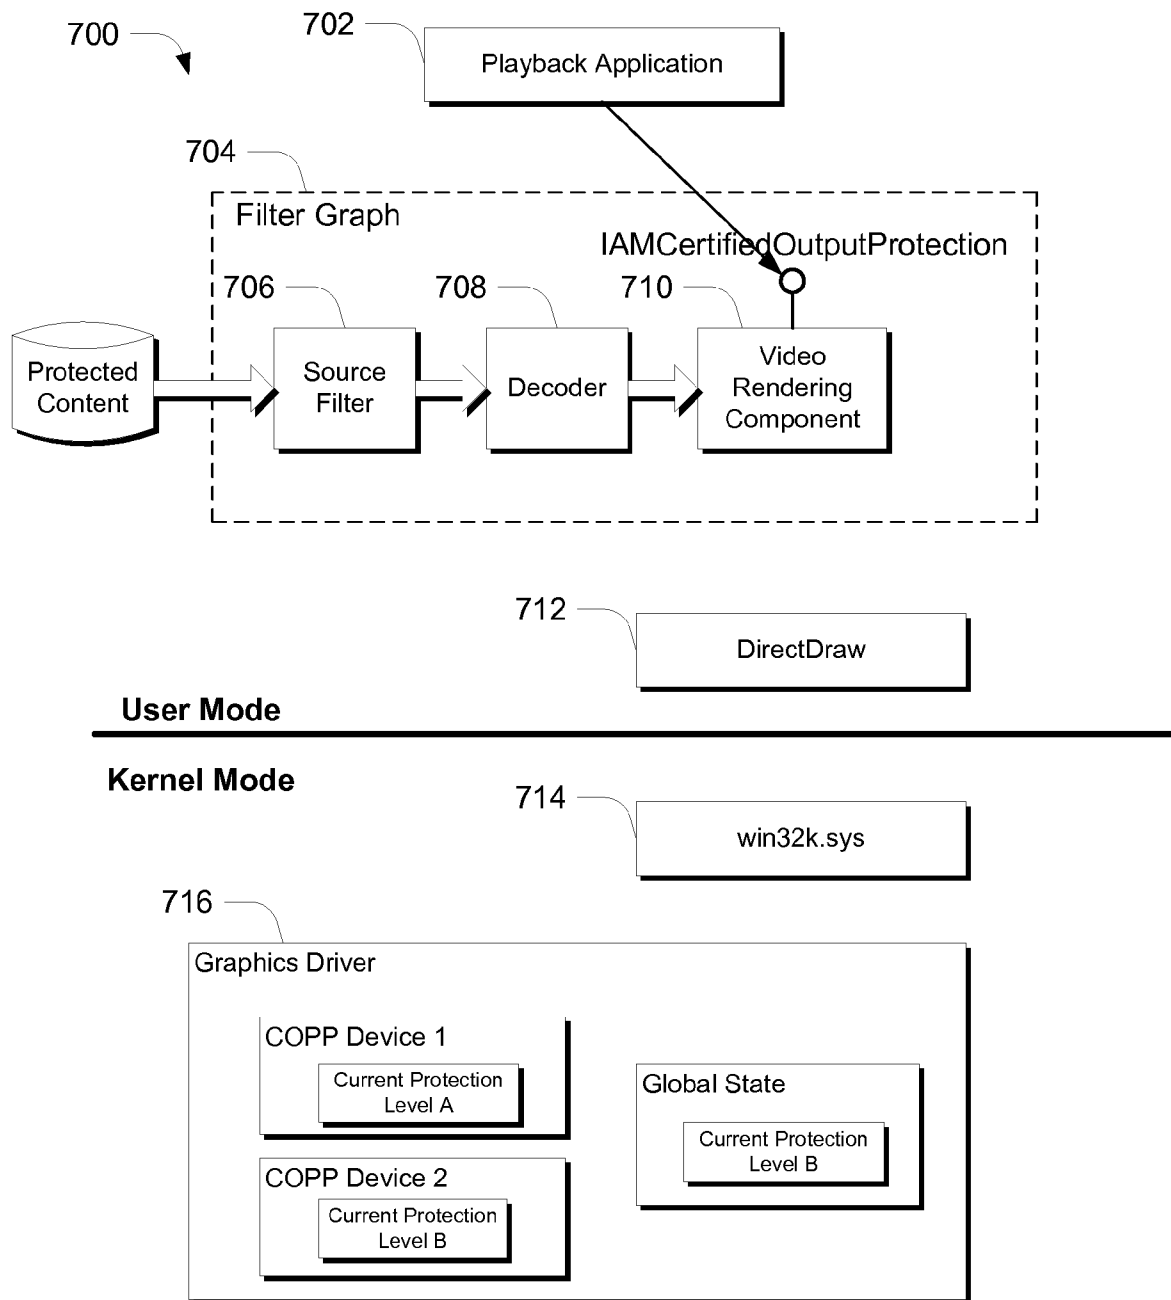 700
702
Playback Application
704
Filter Graph
IAMCertifiedOutputProtection
706
708
710
Protected
Content
Source
Filter
Decoder
Video
Rendering
Component
712
DirectDraw
User Mode
Kernel Mode
714
win32k.sys
716
Graphics Driver
COPP Device 1
Current Protection
Level A
Global State
Current Protection
Level B
COPP Device 2
Current Protection
Level B